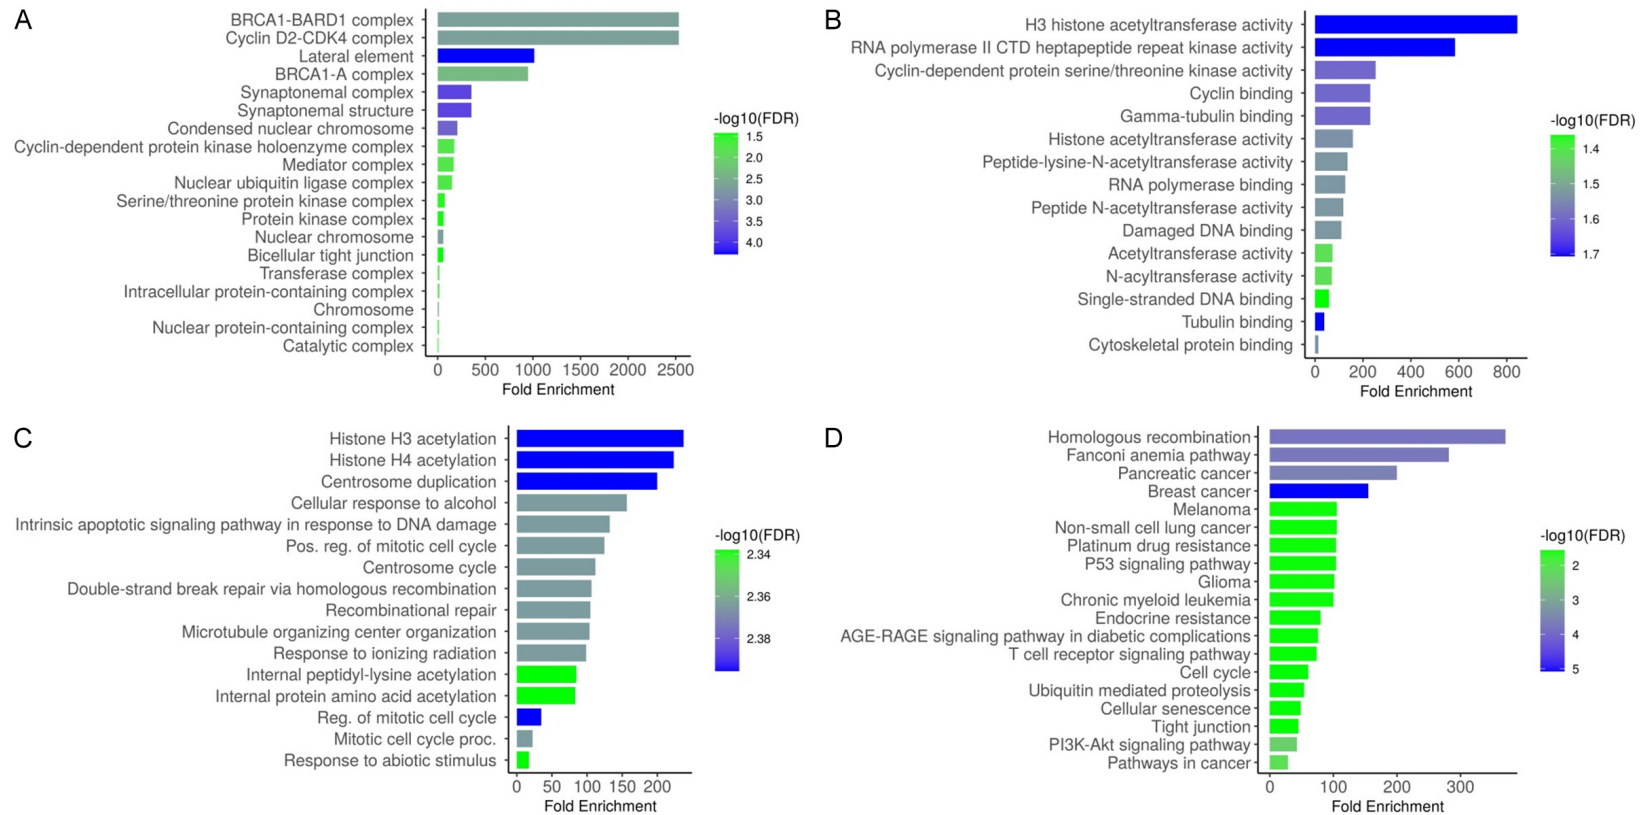 A
BRCA1-BARD1 complex
Cyclin D2-CDK4 complex
Lateral element
BRCA1-A complex
Synaptonemal complex
Synaptonemal structure
Condensed nuclear chromosome
Cyclin-dependent protein kinase holoenzyme complex
Mediator complex
Nuclear ubiquitin ligase complex
Serine/threonine protein kinase complex
Protein kinase complex
Nuclear chromosome
Bicellular tight junction
Transferase complex
Intracellular protein-containing complex
Chromosome
Nuclear protein-containing complex
Catalytic complex
0 500 1000 1500 2000 2500
Fold Enrichment
-log10(FDR)
1.5
2.0
2.5
3.0
3.5
4.0
B
H3 histone acetyltransferase activity
RNA polymerase II CTD heptapeptide repeat kinase activity
Cyclin-dependent protein serine/threonine kinase activity
Cyclin binding
Gamma-tubulin binding
Histone acetyltransferase activity
Peptide-lysine-N-acetyltransferase activity
RNA polymerase binding
Peptide N-acetyltransferase activity
Damaged DNA binding
Acetyltransferase activity
N-acyltransferase activity
Single-stranded DNA binding
Tubulin binding
Cytoskeletal protein binding
0 200 400 600 800
Fold Enrichment
-log10(FDR)
1.4
1.5
1.6
1.7
C
Histone H3 acetylation
Histone H4 acetylation
Centrosome duplication
Cellular response to alcohol
Intrinsic apoptotic signaling pathway in response to DNA damage
Pos. reg. of mitotic cell cycle
Centrosome cycle
Double-strand break repair via homologous recombination
Recombinational repair
Microtubule organizing center organization
Response to ionizing radiation
Internal peptidyl-lysine acetylation
Internal protein amino acid acetylation
Reg. of mitotic cell cycle
Mitotic cell cycle proc.
Response to abiotic stimulus
0 50 100 150 200
Fold Enrichment
-log10(FDR)
2.34
2.36
2.38
D
Homologous recombination
Fanconi anemia pathway
Pancreatic cancer
Breast cancer
Melanoma
Non-small cell lung cancer
Platinum drug resistance
P53 signaling pathway
Glioma
Chronic myeloid leukemia
Endocrine resistance
AGE-RAGE signaling pathway in diabetic complications
T cell receptor signaling pathway
Cell cycle
Ubiquitin mediated proteolysis
Cellular senescence
Tight junction
PI3K-Akt signaling pathway
Pathways in cancer
0 100 200 300
Fold Enrichment
-log10(FDR)
2
3
4
5